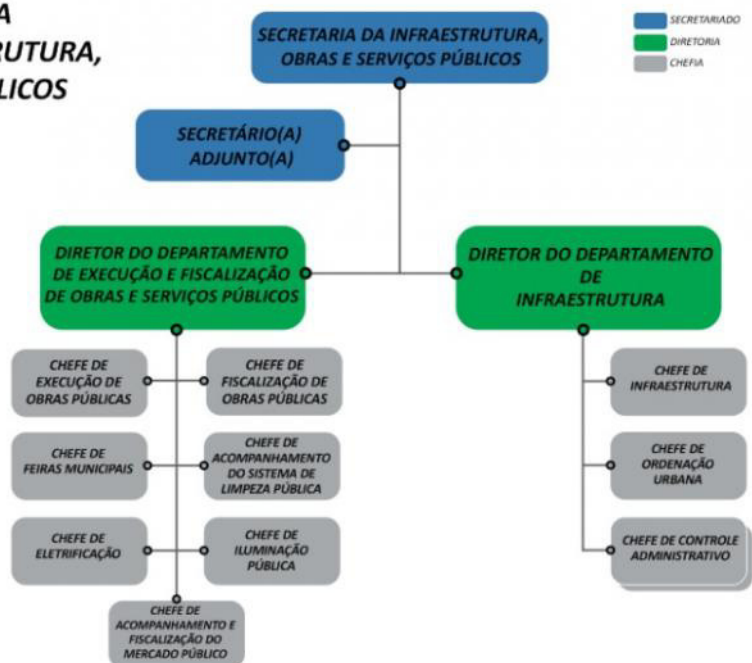 A
RUTURA,
LICOS
SECRETARIA DA INFRAESTRUTURA,
OBRAS E SERVIÇOS PÚBLICOS
SECRETARIADO
DIRETORIA
CHEFIA
SECRETÁRIO(A)
ADJUNTO(A)
DIRETOR DO DEPARTAMENTO
DE EXECUÇÃO E FISCALIZAÇÃO
DE OBRAS E SERVIÇOS PÚBLICOS
DIRETOR DO DEPARTAMENTO
DE
INFRAESTRUTURA
CHEFE DE
EXECUÇÃO DE
OBRAS PÚBLICAS
CHEFE DE
FISCALIZAÇÃO DE
OBRAS PÚBLICAS
CHEFE DE
FEIRAS MUNICIPAIS
CHEFE DE
ACOMPANHAMENTO
DO SISTEMA DE
LIMPEZA PÚBLICA
CHEFE DE
ELETRIFICAÇÃO
CHEFE DE
ILUMINAÇÃO
PÚBLICA
CHEFE DE
ACOMPANHAMENTO E
FISCALIZAÇÃO DO
MERCADO PÚBLICO
CHEFE DE
INFRAESTRUTURA
CHEFE DE
ORDENAÇÃO
URBANA
CHEFE DE CONTROLE
ADMINISTRATIVO